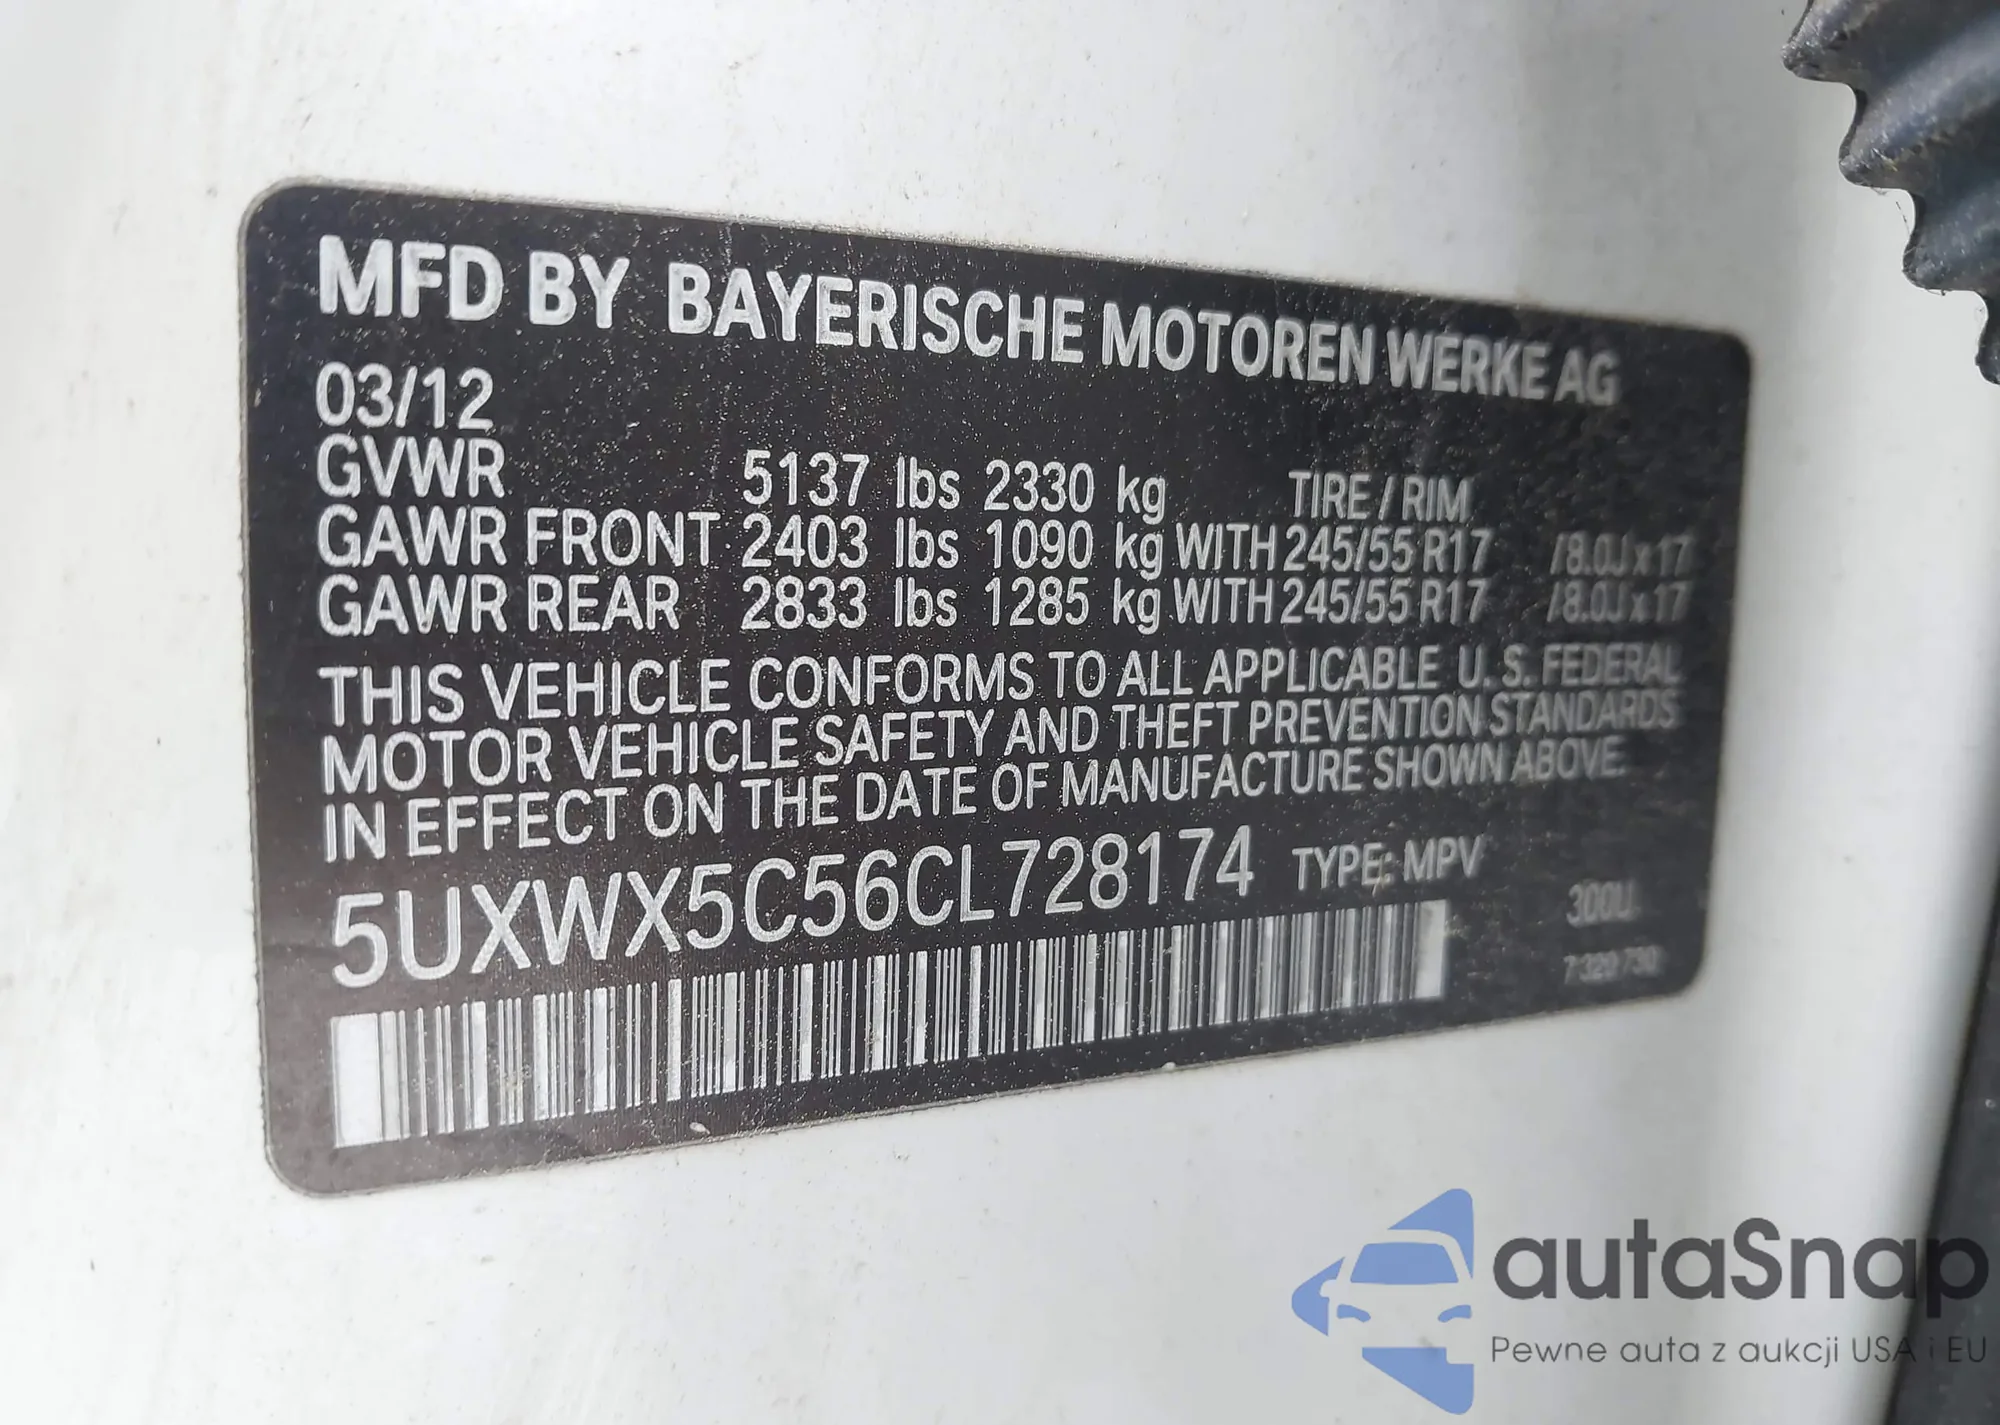 MFD BY BAYERISCHE MOTOREN WERKE AG
03/12
GVWR 5137 lbs 2330 kg TIRE / RIM
GAWR FRONT 2403 lbs 1090 kg WITH 245/55 R17 /8.0J x 17
GAWR REAR 2833 lbs 1285 kg WITH 245/55 R17 /8.0J x 17
THIS VEHICLE CONFORMS TO ALL APPLICABLE U. S. FEDERAL
MOTOR VEHICLE SAFETY AND THEFT PREVENTION STANDARDS
IN EFFECT ON THE DATE OF MANUFACTURE SHOWN ABOVE.
5UXWX5C56CL728174 TYPE: MPV
300U
7 320 730
autaSnap
Pewne auta z aukcji USA i EU